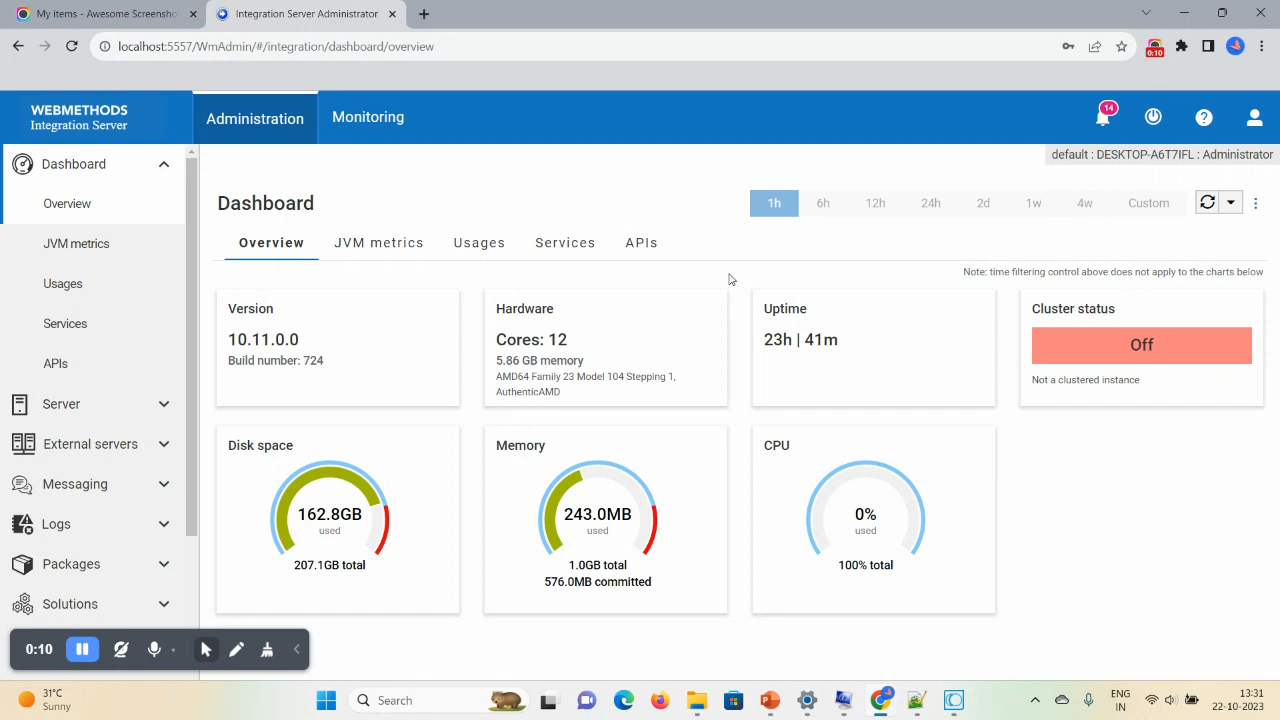 My items - Awesome Screenshot
Integration Server Administrator
localhost:5557/WmAdmin/#/integration/dashboard/overview
0:10
WEBMETHODS
Integration Server
Administration
Monitoring
14
default : DESKTOP-A6T7IFL : Administrator
Dashboard
Overview
JVM metrics
Usages
Services
APIs
Server
External servers
Messaging
Logs
Packages
Solutions
Dashboard
1h 6h 12h 24h 2d 1w 4w Custom
Overview JVM metrics Usages Services APIs
Note: time filtering control above does not apply to the charts below
Version
10.11.0.0
Build number: 724
Hardware
Cores: 12
5.86 GB memory
AMD64 Family 23 Model 104 Stepping 1,
AuthenticAMD
Uptime
23h | 41m
Cluster status
Off
Not a clustered instance
Disk space
162.8GB
used
207.1GB total
Memory
243.0MB
used
1.0GB total
576.0MB committed
CPU
0%
used
100% total
0:10
31°C
Sunny
Search
ENG
IN
13:31
22-10-2023